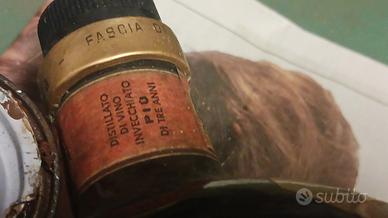 FASCIA D
DISTILLATO
DI VINO
INVECCHIATO
PIÙ
DI TRE ANNI
subito